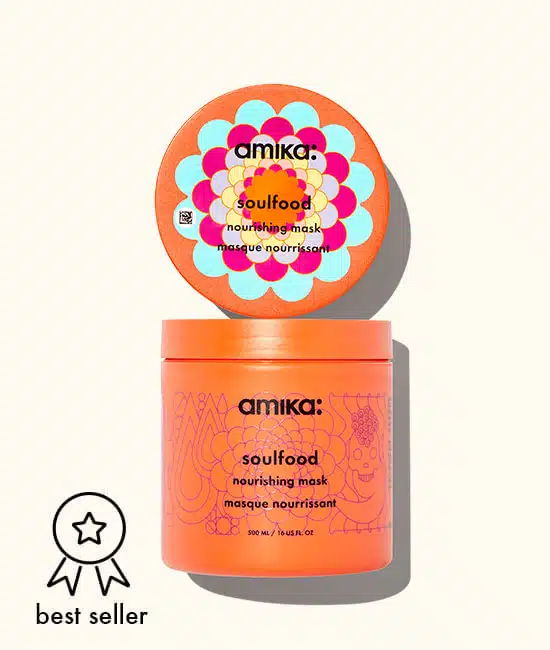 amika:
soulfood
nourishing mask
masque nourrissant
amika:
soulfood
nourishing mask
masque nourrissant
500 ML / 16 US FL. OZ
best seller